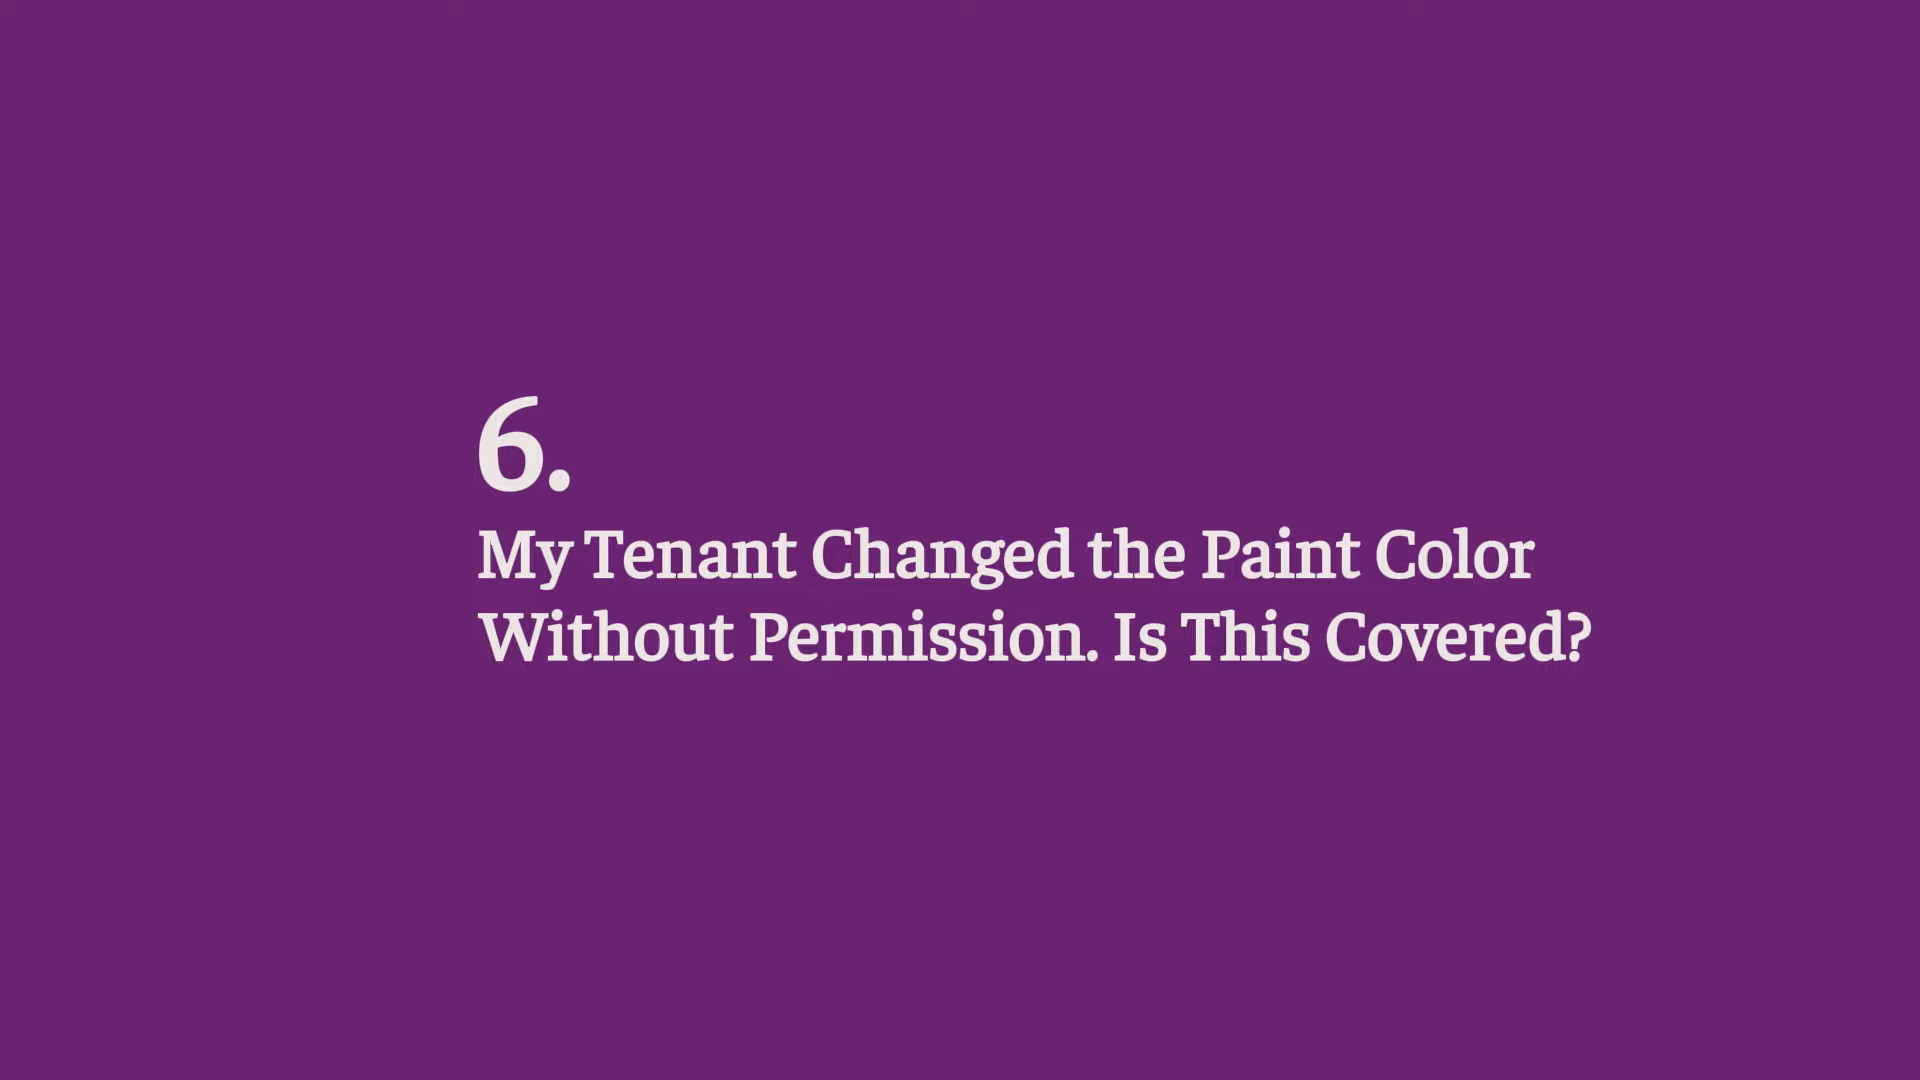 6.
My Tenant Changed the Paint Color
Without Permission. Is This Covered?